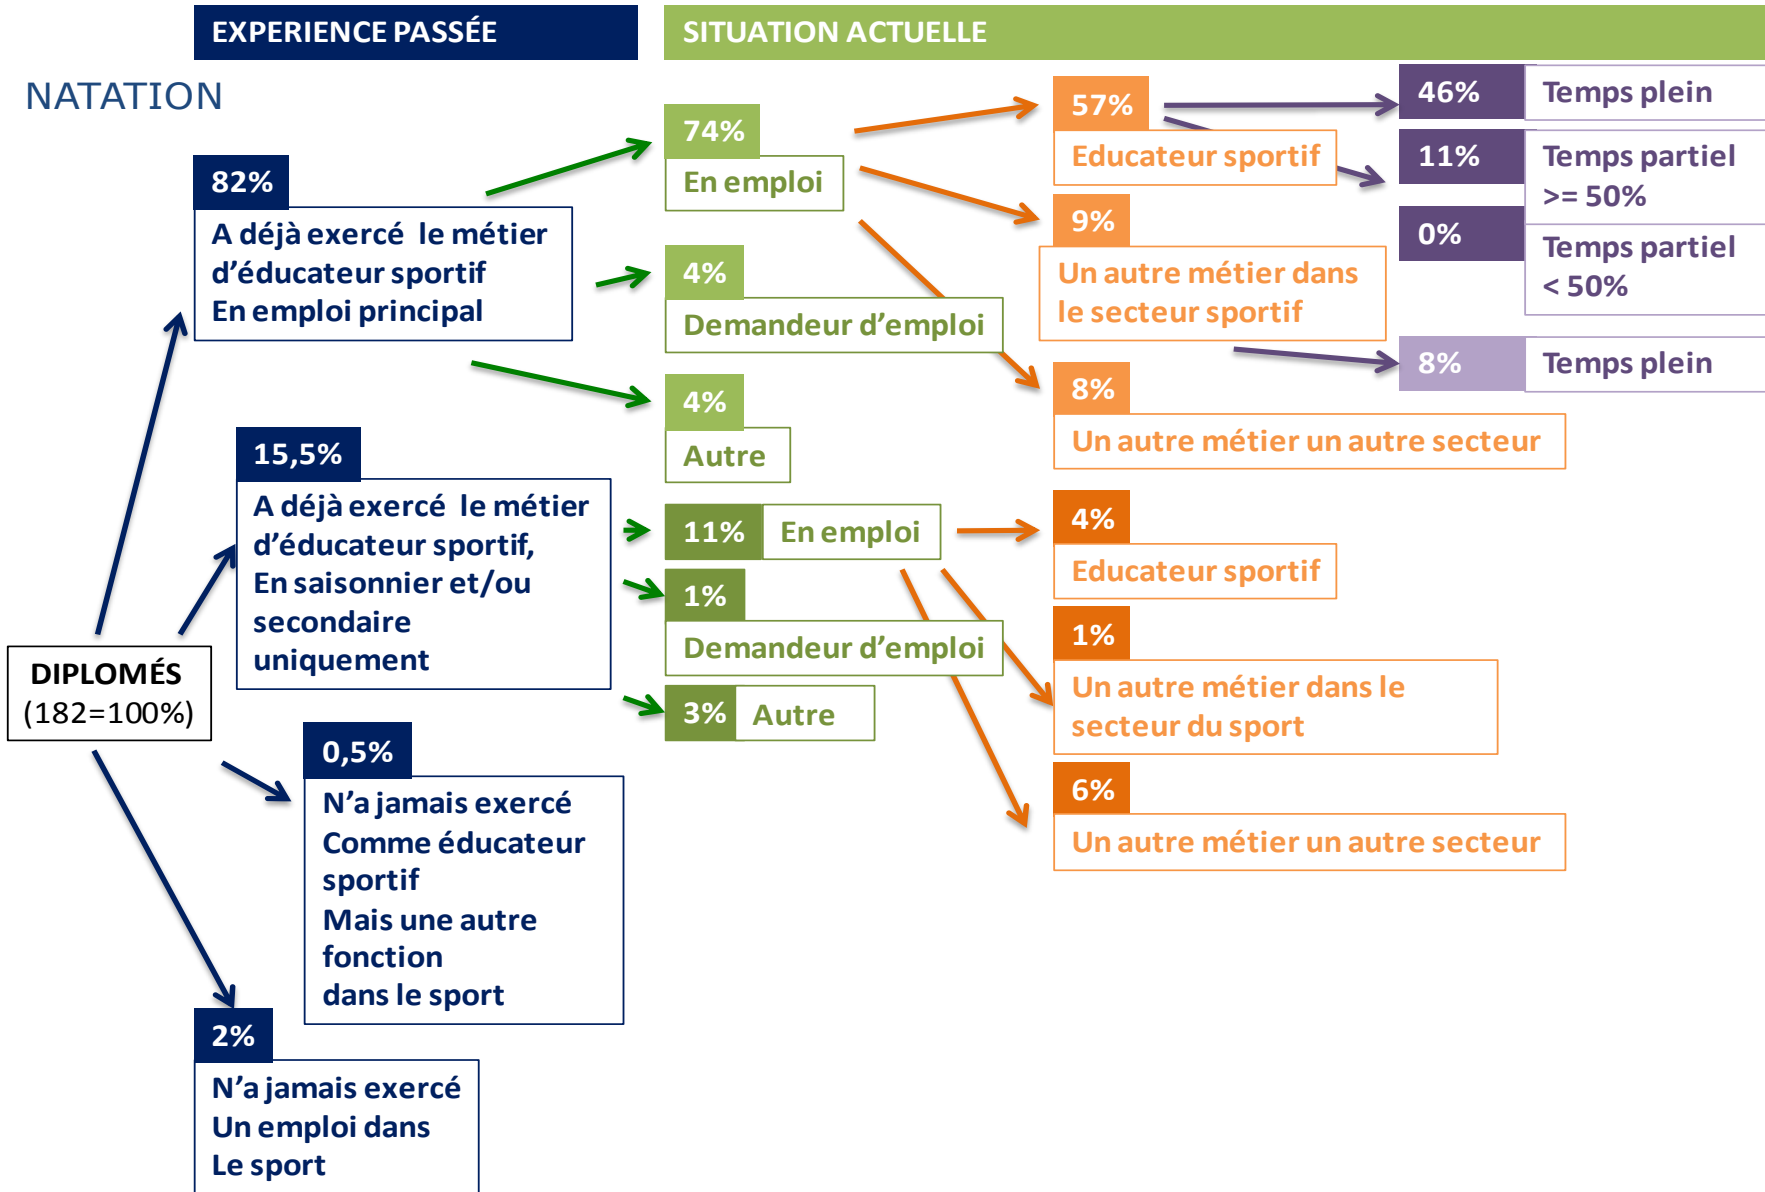 EXPERIENCE PASSÉE
SITUATION ACTUELLE
NATATION
DIPLOMÉS
(182=100%)
82%
A déjà exercé le métier
d’éducateur sportif
En emploi principal
15,5%
A déjà exercé le métier
d’éducateur sportif,
En saisonnier et/ou
secondaire
uniquement
0,5%
N’a jamais exercé
Comme éducateur
sportif
Mais une autre
fonction
dans le sport
2%
N’a jamais exercé
Un emploi dans
Le sport
74%
En emploi
4%
Demandeur d’emploi
4%
Autre
11% En emploi
1%
Demandeur d’emploi
3% Autre
57%
Educateur sportif
9%
Un autre métier dans
le secteur sportif
8%
Un autre métier un autre secteur
4%
Educateur sportif
1%
Un autre métier dans le
secteur du sport
6%
Un autre métier un autre secteur
46% Temps plein
11% Temps partiel
>= 50%
0% Temps partiel
< 50%
8% Temps plein